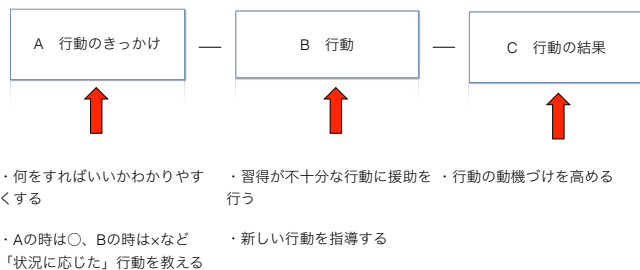 A　行動のきっかけ
B　行動
C　行動の結果
・何をすればいいかわかりやす
くする
・Aの時は○、Bの時は×など
「状況に応じた」行動を教える
・習得が不十分な行動に援助を
行う
・新しい行動を指導する
・行動の動機づけを高める